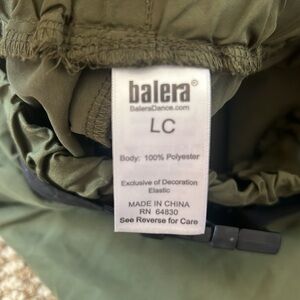 balera®
BaleraDance.com
LC
Body: 100% Polyester
Exclusive of Decoration
Elastic
MADE IN CHINA
RN 64830
See Reverse for Care